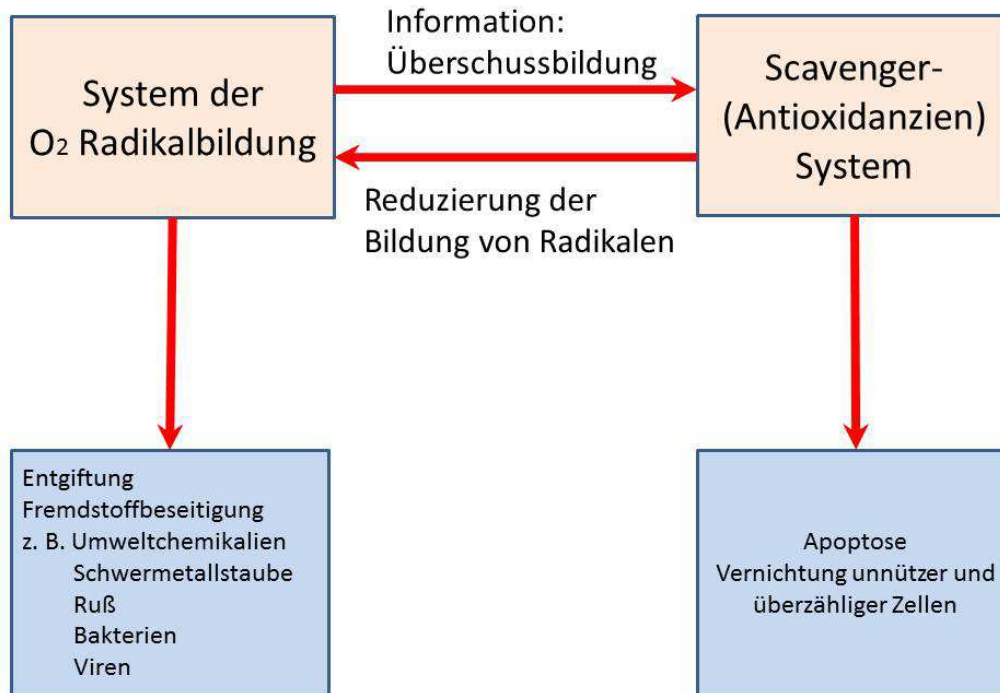 System der
O2 Radikalbildung
Information:
Überschussbildung
Scavenger-
(Antioxidanzien)
System
Reduzierung der
Bildung von Radikalen
Entgiftung
Fremdstoffbeseitigung
z. B. Umweltchemikalien
Schwermetallstaube
Ruß
Bakterien
Viren
Apoptose
Vernichtung unnützer und
überzähliger Zellen